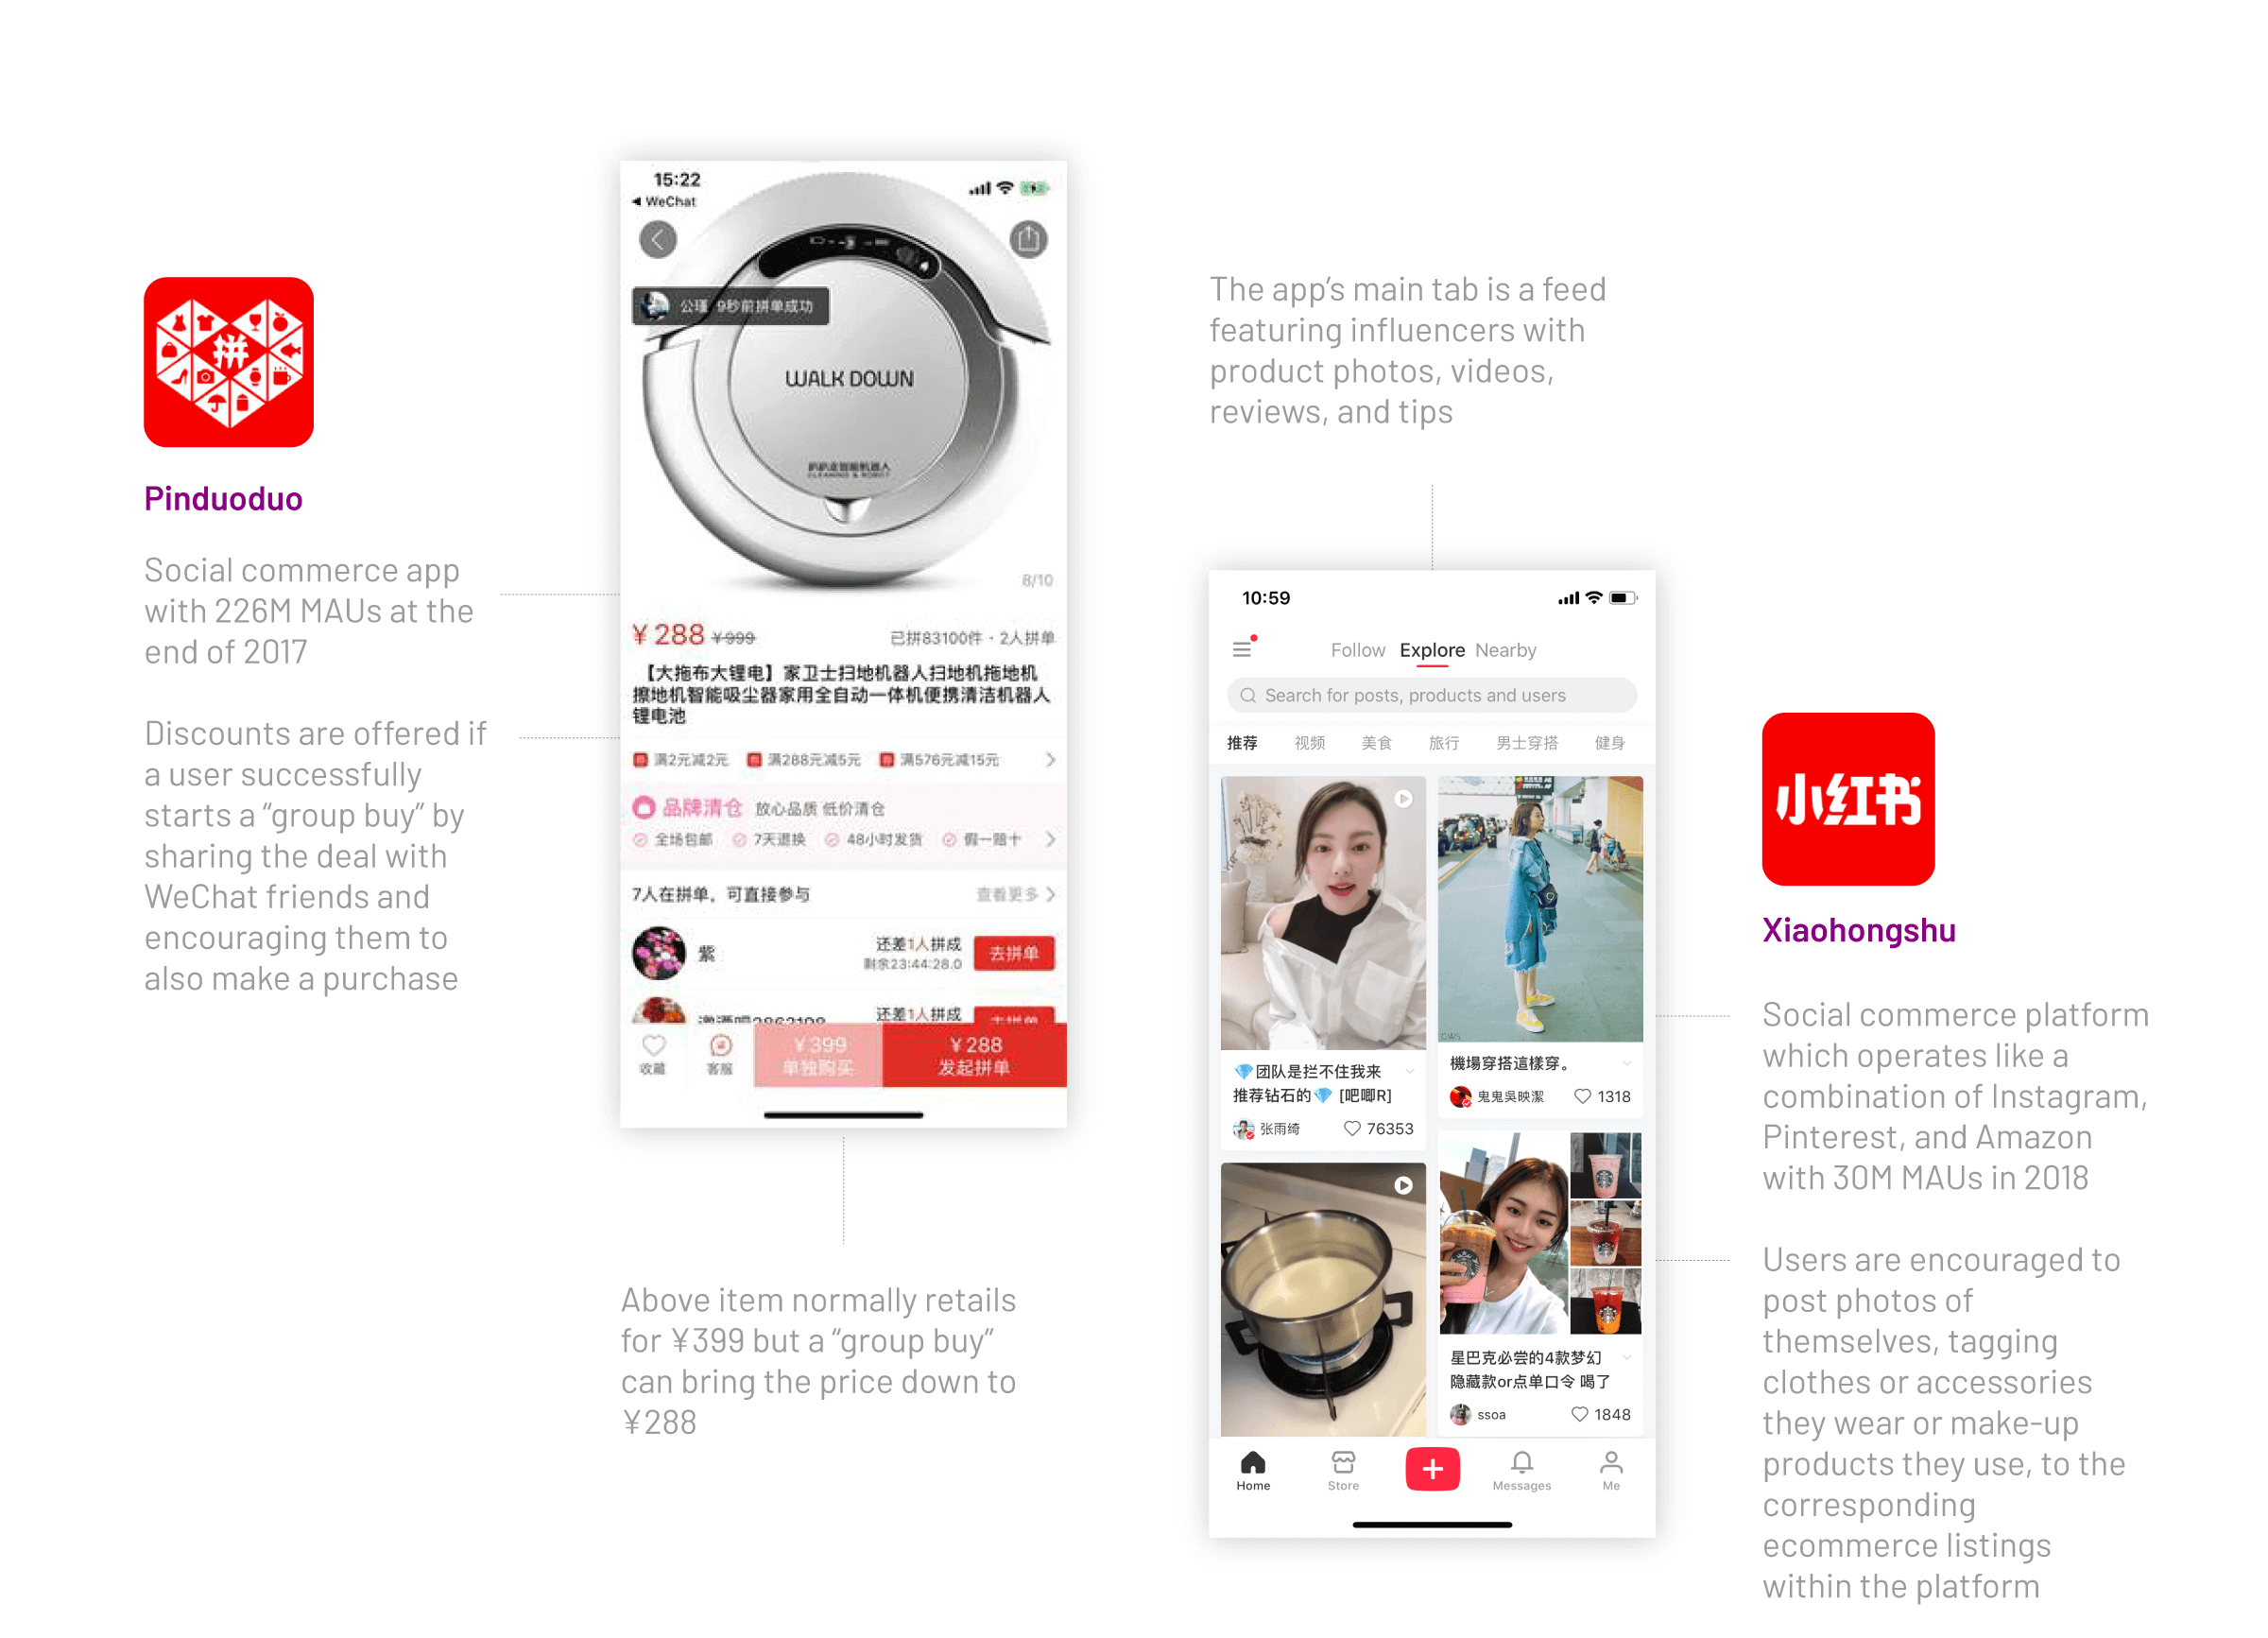 拼
Pinduoduo
Social commerce app
with 226M MAUs at the
end of 2017
Discounts are offered if
a user successfully
starts a “group buy” by
sharing the deal with
WeChat friends and
encouraging them to
also make a purchase
15:22
WeChat
公瑾 9秒前拼单成功
WALK DOWN
CLEANING & ROBOT
8/10
¥288 ¥999
已拼83100件 · 2人拼单
【大拖布大锂电】家卫士扫地机器人扫地机拖地机
擦地机智能吸尘器家用全自动一体机便携清洁机器人
锂电池
满2元减2元 满288元减5元 满576元减15元
品牌清仓 放心品质 低价清仓
全场包邮 7天退换 48小时发货 假一赔十
7人在拼单，可直接参与 查看更多
紫
还差1人拼成
剩余23:44:28.0
去拼单
还差1人拼成
去拼单
收藏
客服
¥399
单独购买
¥288
发起拼单
Above item normally retails
for ¥399 but a “group buy”
can bring the price down to
¥288
The app’s main tab is a feed
featuring influencers with
product photos, videos,
reviews, and tips
10:59
Follow Explore Nearby
Search for posts, products and users
推荐 视频 美食 旅行 男士穿搭 健身
💎团队是拦不住我来
推荐钻石的💎 [吧唧R]
张雨绮 76353
機場穿搭這樣穿。
鬼鬼吳映潔 1318
星巴克必尝的4款梦幻
隐藏款or点单口令 喝了
ssoa 1848
Home
Store
Messages
Me
小红书
Xiaohongshu
Social commerce platform
which operates like a
combination of Instagram,
Pinterest, and Amazon
with 30M MAUs in 2018
Users are encouraged to
post photos of
themselves, tagging
clothes or accessories
they wear or make-up
products they use, to the
corresponding
ecommerce listings
within the platform